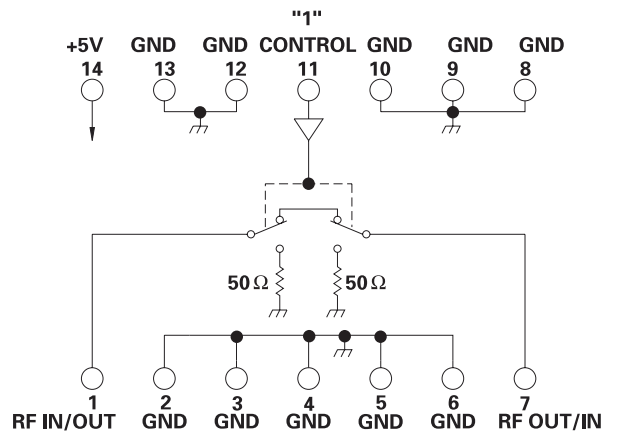 "1"
+5V GND GND CONTROL GND GND GND
14 13 12 11 10 9 8
50 Ω 50 Ω
1 2 3 4 5 6 7
RF IN/OUT GND GND GND GND GND RF OUT/IN